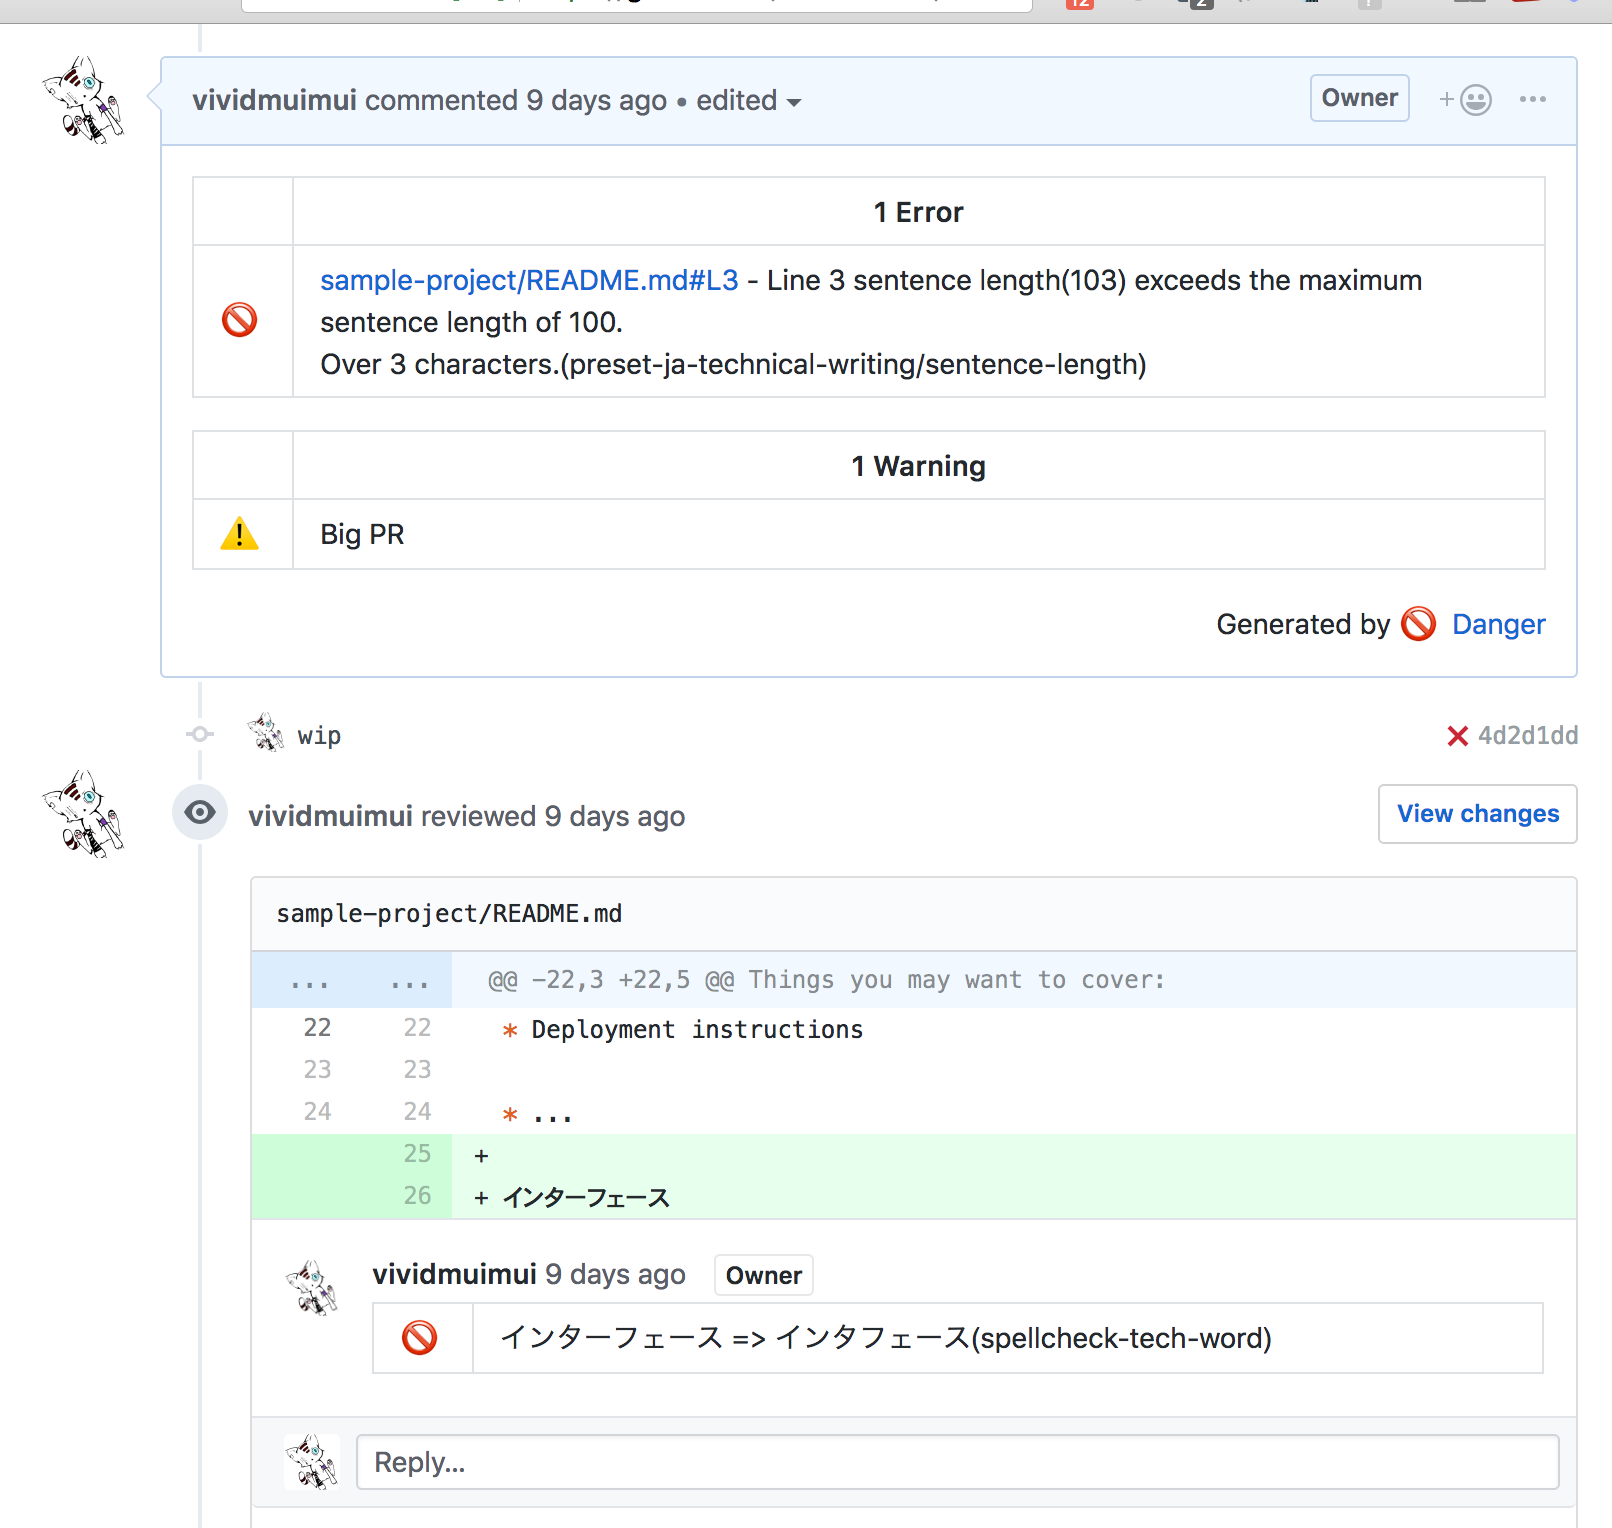 12
2
vividmuimui commented 9 days ago • edited
Owner
1 Error
sample-project/README.md#L3 - Line 3 sentence length(103) exceeds the maximum
sentence length of 100.
Over 3 characters.(preset-ja-technical-writing/sentence-length)
1 Warning
Big PR
Generated by Danger
wip
4d2d1dd
vividmuimui reviewed 9 days ago
View changes
sample-project/README.md
... ... @@ -22,3 +22,5 @@ Things you may want to cover:
22 22 * Deployment instructions
23 23
24 24 * ...
25 +
26 + インターフェース
vividmuimui 9 days ago Owner
インターフェース => インタフェース(spellcheck-tech-word)
Reply...